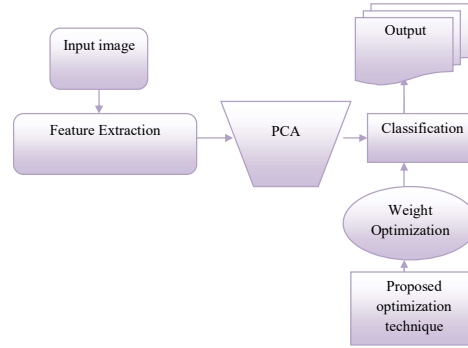 Input image
Output
Feature Extraction
PCA
Classification
Weight
Optimization
Proposed
optimization
technique